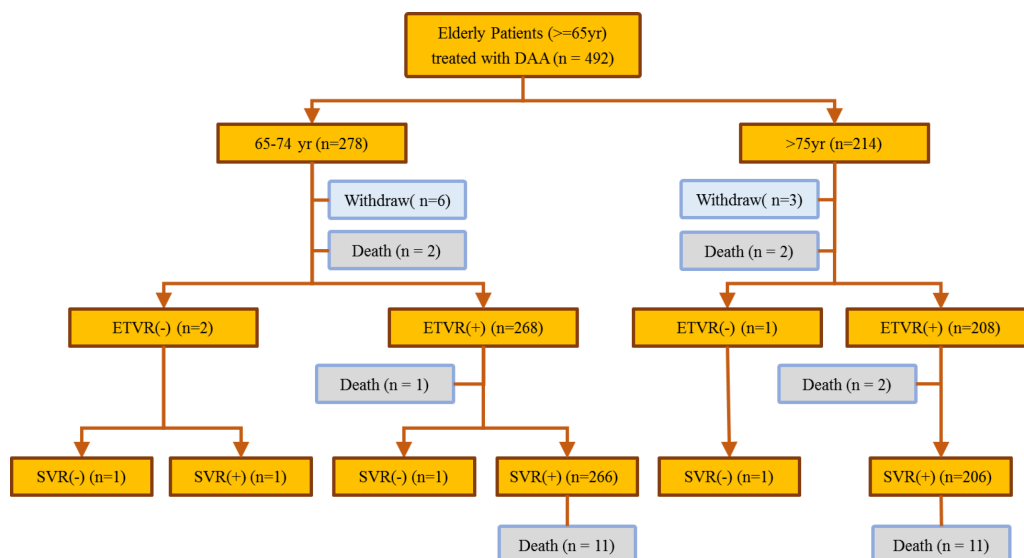 Elderly Patients (>=65yr)
treated with DAA (n = 492)
65-74 yr (n=278)
>75yr (n=214)
Withdraw( n=6)
Withdraw( n=3)
Death (n = 2)
Death (n = 2)
ETVR(-) (n=2)
ETVR(+) (n=268)
ETVR(-) (n=1)
ETVR(+) (n=208)
Death (n = 1)
Death (n = 2)
SVR(-) (n=1)
SVR(+) (n=1)
SVR(-) (n=1)
SVR(+) (n=266)
SVR(-) (n=1)
SVR(+) (n=206)
Death (n = 11)
Death (n = 11)